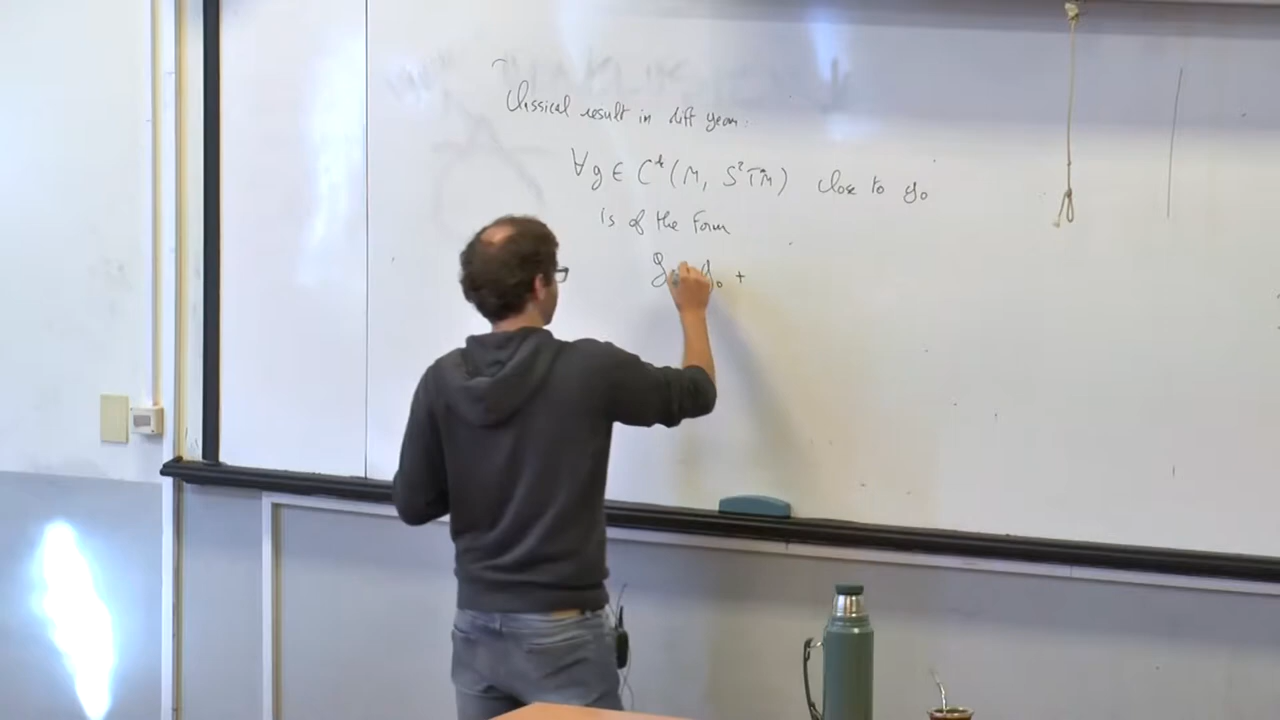 Classical result in diff geom:
∀g ∈ C^k(M, S²T*M) close to g₀
is of the form
g₀ +